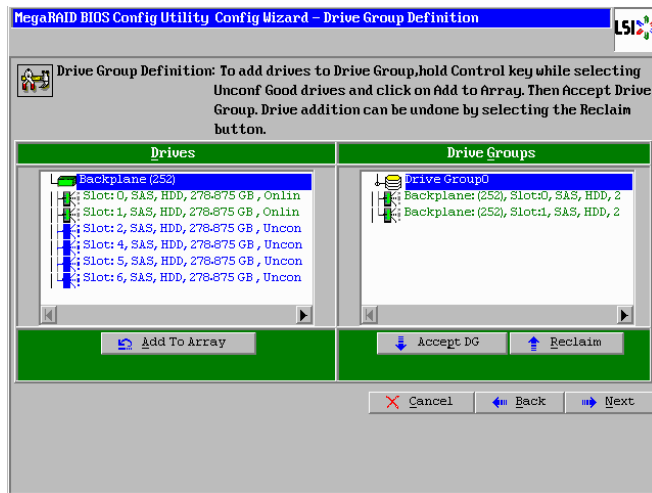 MegaRAID BIOS Config Utility Config Wizard – Drive Group Definition
LSI
Drive Group Definition: To add drives to Drive Group,hold Control key while selecting
Unconf Good drives and click on Add to Array. Then Accept Drive
Group. Drive addition can be undone by selecting the Reclaim
button.
Drives
Backplane (252)
Slot: 0, SAS, HDD, 278.875 GB , Onlin
Slot: 1, SAS, HDD, 278.875 GB , Onlin
Slot: 2, SAS, HDD, 278.875 GB , Uncon
Slot: 4, SAS, HDD, 278.875 GB , Uncon
Slot: 5, SAS, HDD, 278.875 GB , Uncon
Slot: 6, SAS, HDD, 278.875 GB , Uncon
Add To Array
Drive Groups
Drive Group0
Backplane: (252), Slot:0, SAS, HDD, 2
Backplane: (252), Slot:1, SAS, HDD, 2
Accept DG
Reclaim
Cancel
Back
Next